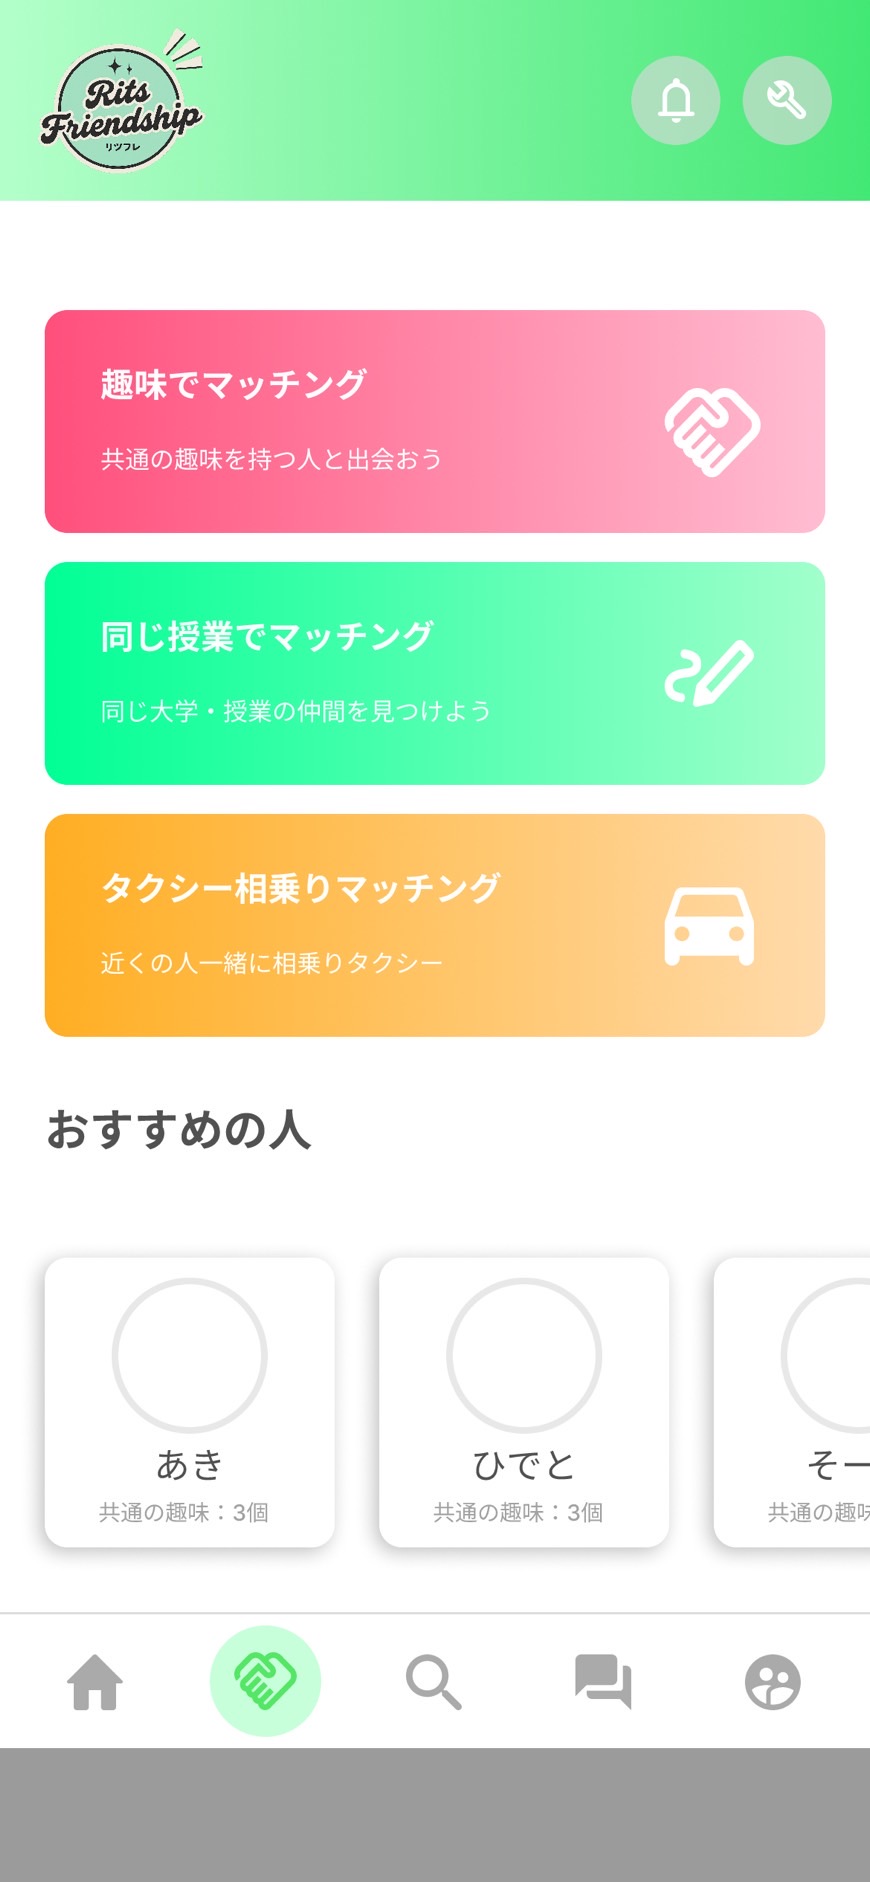 Rits
Friendship
リツフレ
趣味でマッチング
共通の趣味を持つ人と出会おう
同じ授業でマッチング
同じ大学・授業の仲間を見つけよう
タクシー相乗りマッチング
近くの人一緒に相乗りタクシー
おすすめの人
あき
ひでと
そー
共通の趣味：3個
共通の趣味：3個
共通の趣味